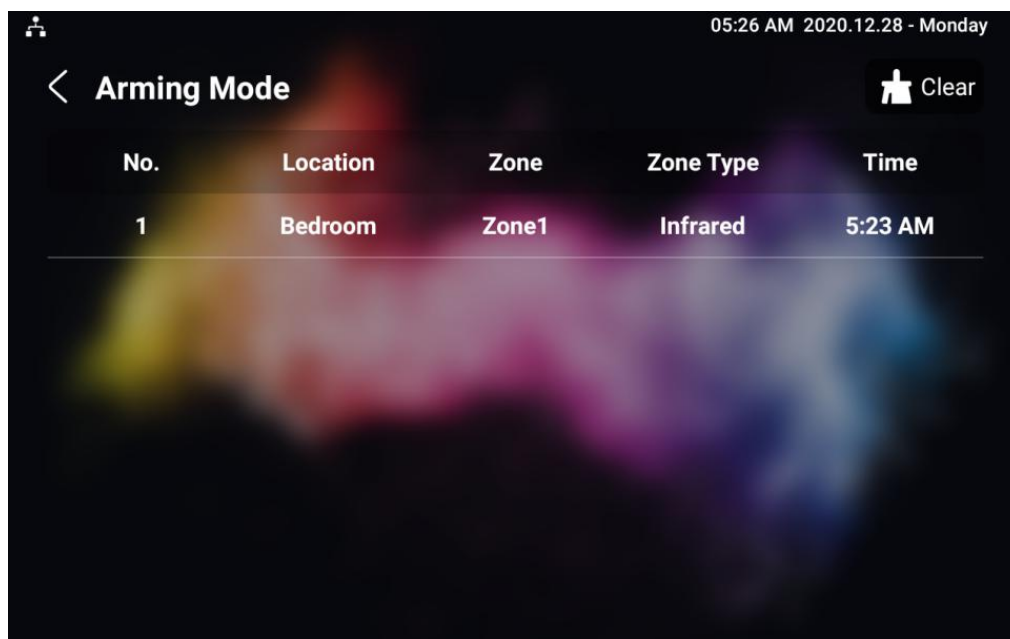 05:26 AM 2020.12.28 - Monday
Arming Mode Clear
No. Location Zone Zone Type Time
1 Bedroom Zone1 Infrared 5:23 AM